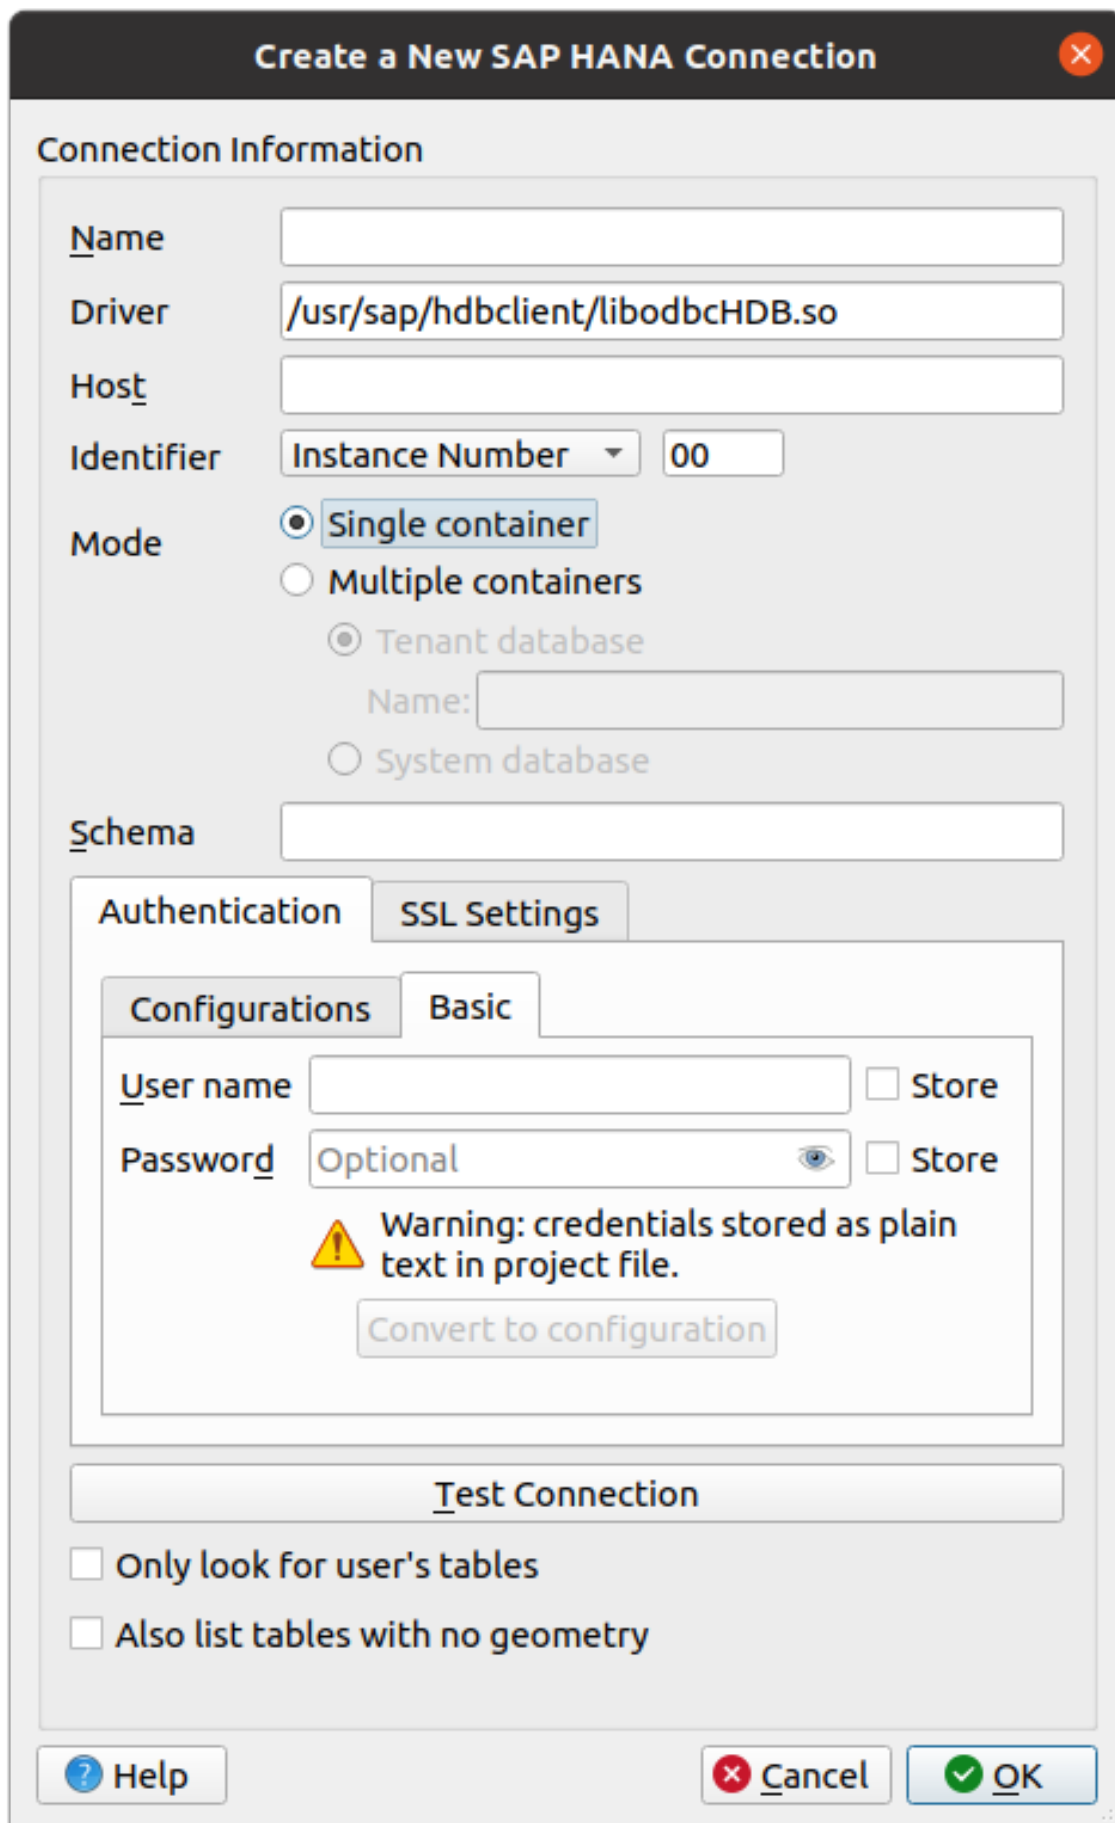 Create a New SAP HANA Connection
Connection Information
Name
Driver /usr/sap/hdbclient/libodbcHDB.so
Host
Identifier Instance Number 00
Mode Single container
Multiple containers
Tenant database
Name:
System database
Schema
Authentication SSL Settings
Configurations Basic
User name Store
Password Optional Store
Warning: credentials stored as plain
text in project file.
Convert to configuration
Test Connection
Only look for user's tables
Also list tables with no geometry
Help Cancel OK